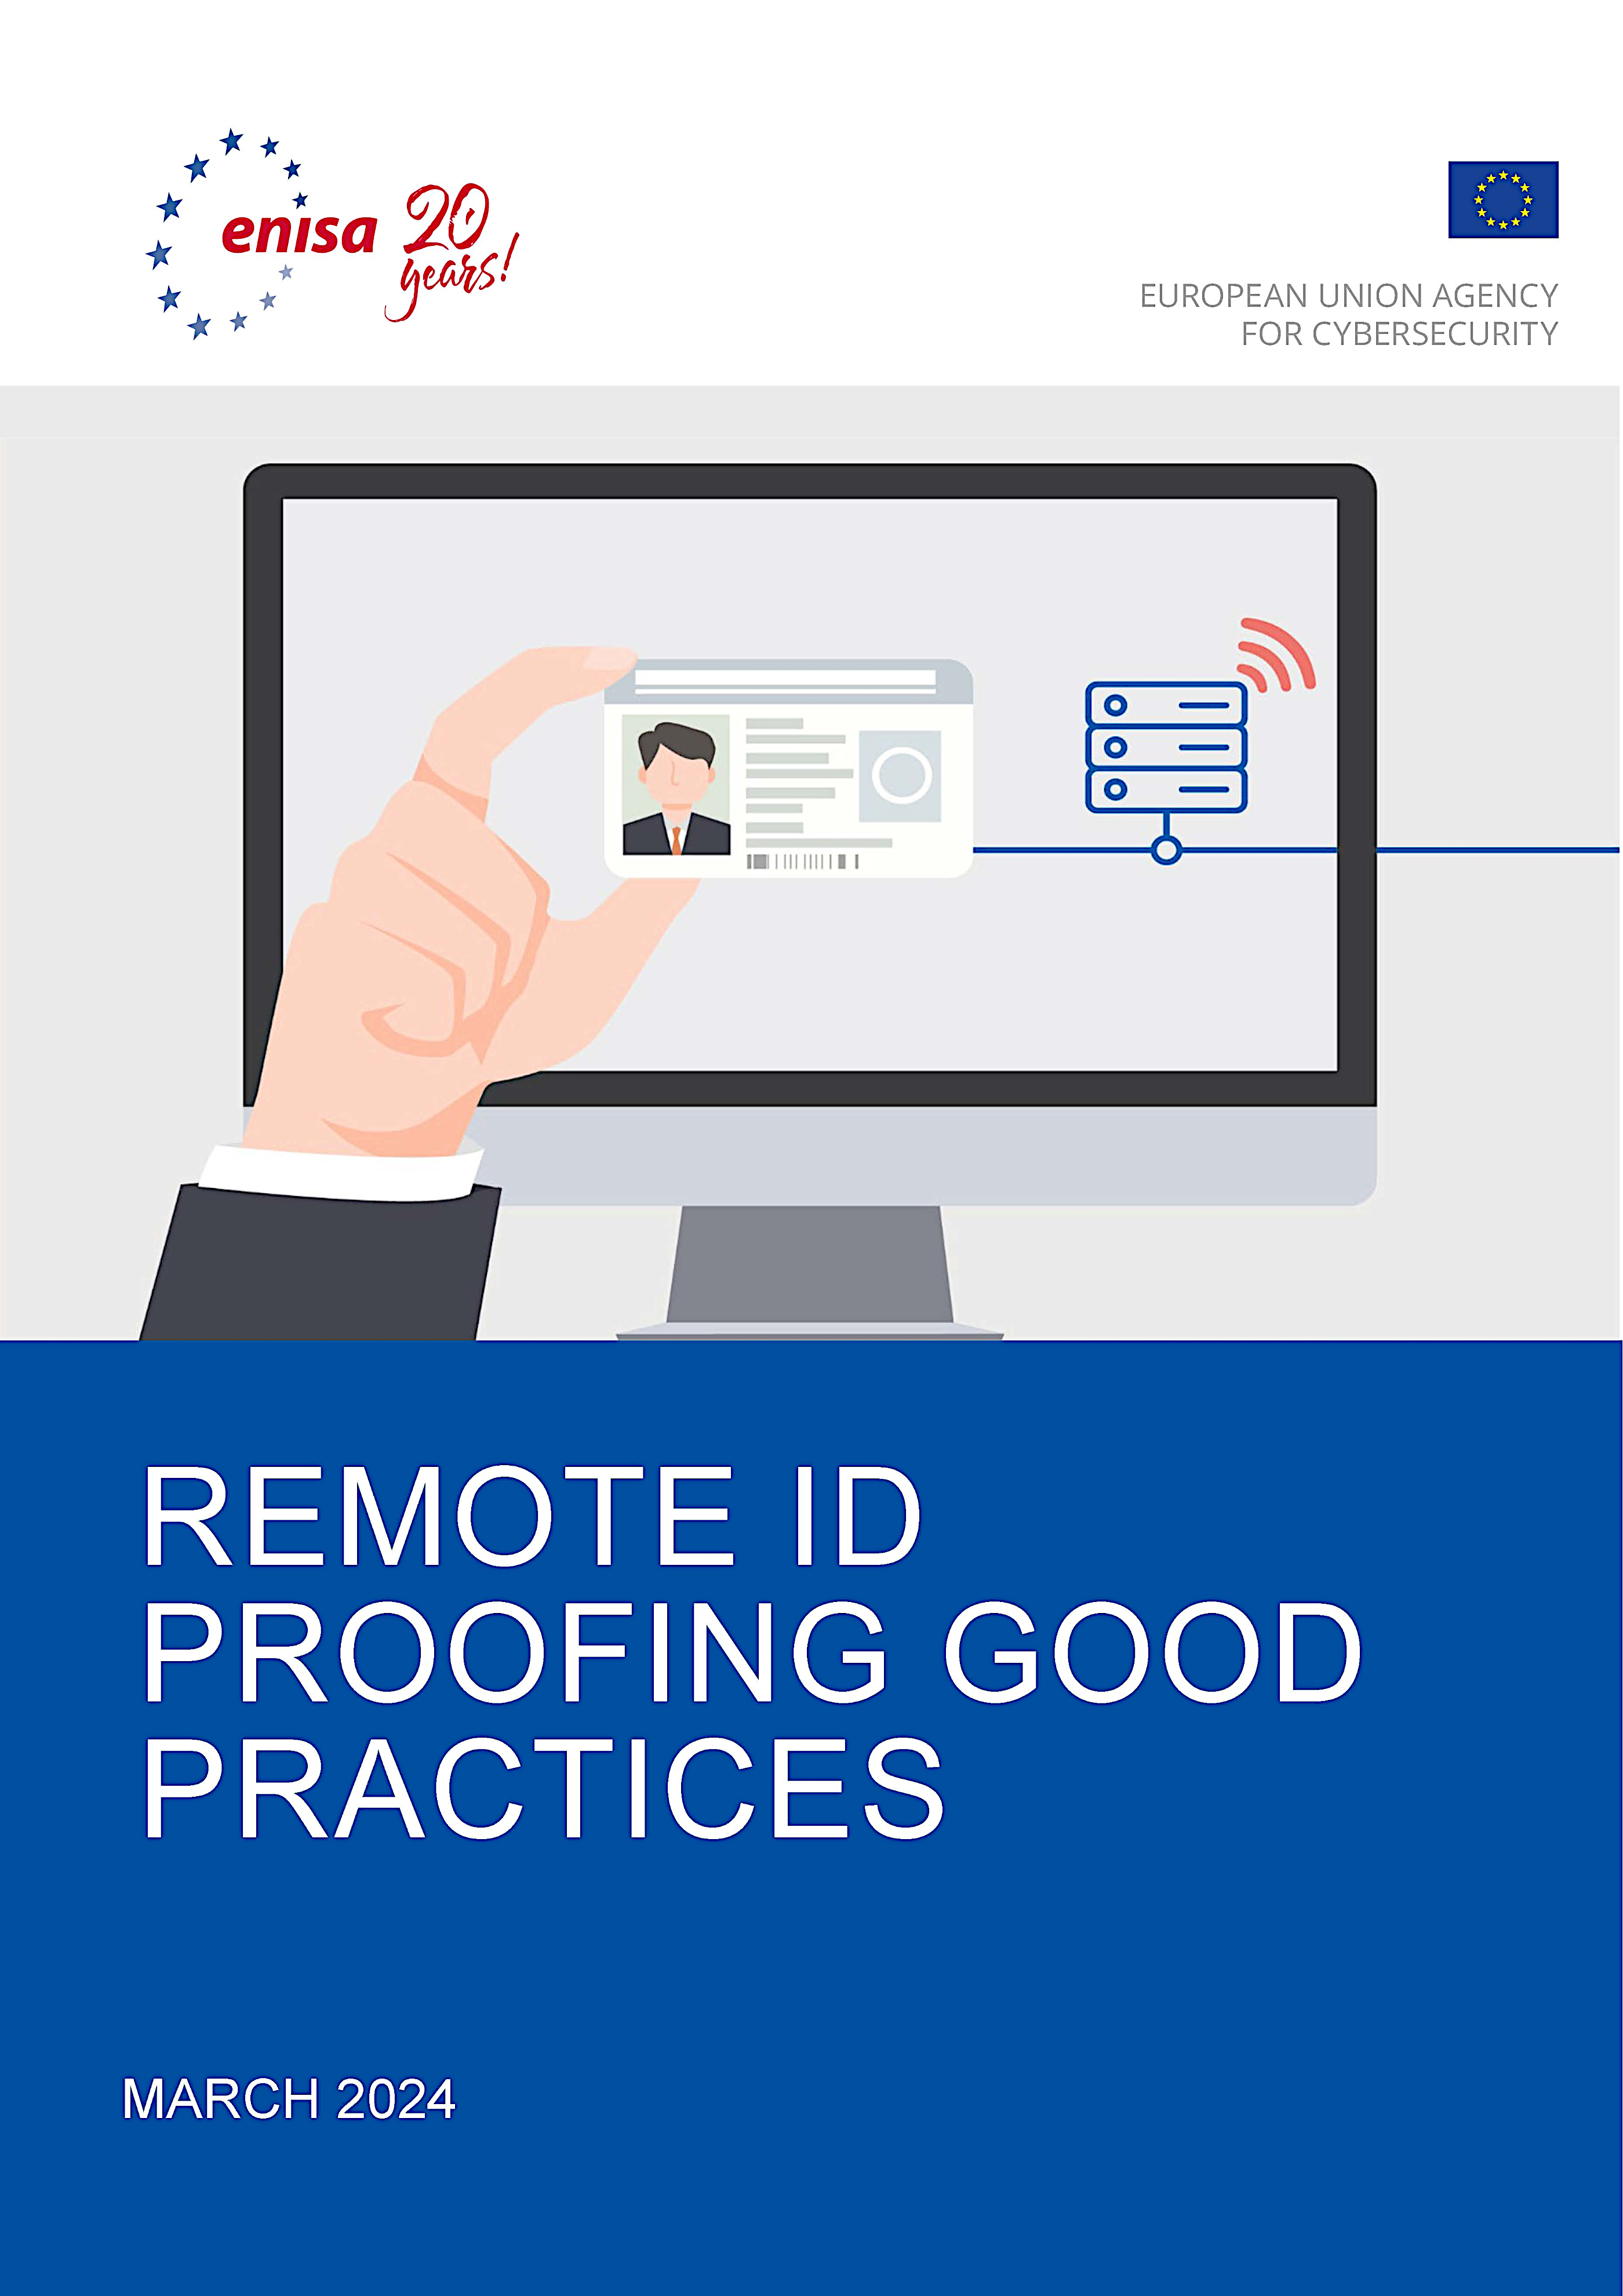 enisa 20
years!
EUROPEAN UNION AGENCY
FOR CYBERSECURITY
REMOTE ID
PROOFING GOOD
PRACTICES
MARCH 2024